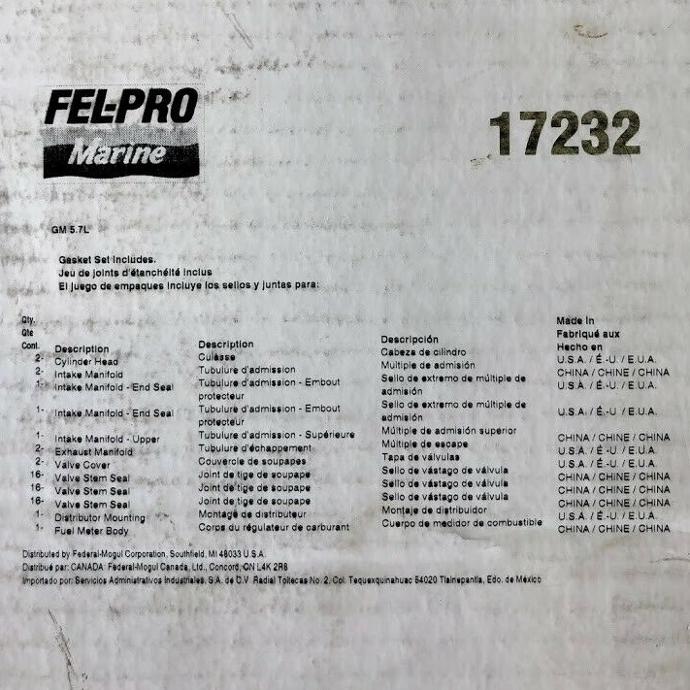 FEL-PRO
Marine
17232
GM 5.7L
Gasket Set Includes.
Jeu de joints d'étanchéité inclus
El juego de empaques incluye los sellos y juntas para:
Qty. Qte Cont. Description Description Descripción Made In Fabriqué aux Hecho en
2- Cylinder Head Culasse Cabeza de cilindro U.S.A. / É.-U. / E.U.A.
2- Intake Manifold Tubulure d'admission Multiple de admisión CHINA / CHINE / CHINA
1- Intake Manifold - End Seal Tubulure d'admission - Embout protecteur Sello de extremo de múltiple de admisión U.S.A. / É.-U. / E.U.A.
1- Intake Manifold - End Seal Tubulure d'admission - Embout protecteur Sello de extremo de múltiple de admisión U.S.A. / É.-U. / E.U.A.
1- Intake Manifold - Upper Tubulure d'admission - Supérieure Múltiple de admisión superior CHINA / CHINE / CHINA
2- Exhaust Manifold Tubulure d'échappement Múltiple de escape U.S.A. / É.-U. / E.U.A.
2- Valve Cover Couvercle de soupapes Tapa de válvulas U.S.A. / É.-U. / E.U.A.
16- Valve Stem Seal Joint de tige de soupape Sello de vástago de válvula CHINA / CHINE / CHINA
16- Valve Stem Seal Joint de tige de soupape Sello de vástago de válvula CHINA / CHINE / CHINA
16- Valve Stem Seal Joint de tige de soupape Sello de vástago de válvula CHINA / CHINE / CHINA
1- Distributor Mounting Montage de distributeur Montaje de distribuidor U.S.A. / É.-U. / E.U.A.
1- Fuel Meter Body Corps du régulateur de carburant Cuerpo de medidor de combustible CHINA / CHINE / CHINA
Distributed by Federal-Mogul Corporation, Southfield, MI 48033 U.S.A.
Distribué par: CANADA: Federal-Mogul Canada, Ltd., Concord, ON L4K 2R8
Importado por: Servicios Administrativos Industriales, S.A. de C.V. Radial Toltecas No. 2, Col. Tequexquinahuac 54020 Tlalnepantla, Edo. de México